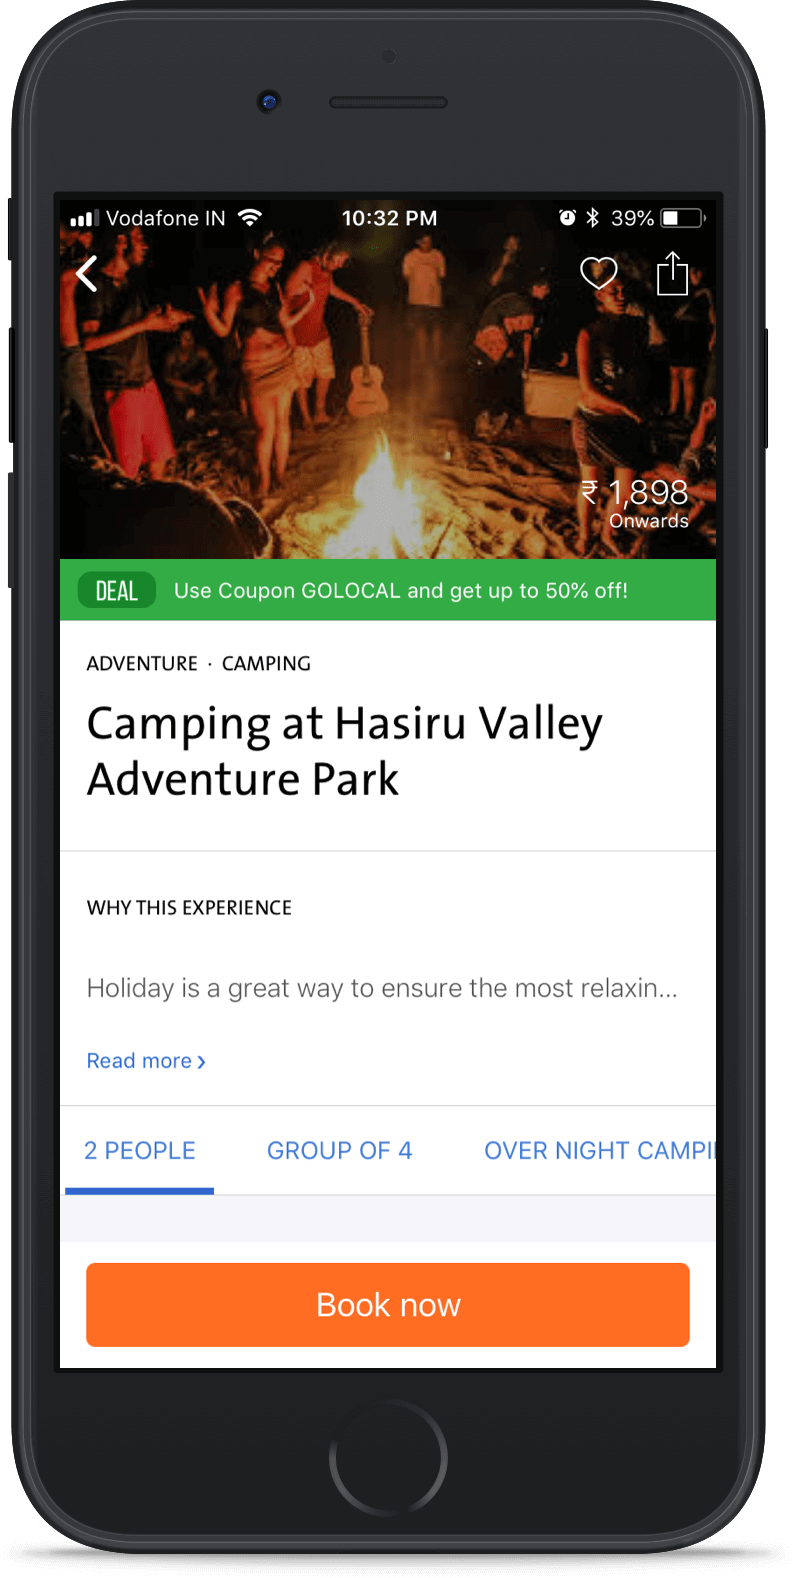 Vodafone IN 10:32 PM 39%
₹ 1,898
Onwards
DEAL Use Coupon GOLOCAL and get up to 50% off!
ADVENTURE · CAMPING
Camping at Hasiru Valley
Adventure Park
WHY THIS EXPERIENCE
Holiday is a great way to ensure the most relaxin...
Read more ›
2 PEOPLE GROUP OF 4 OVER NIGHT CAMPI
Book now